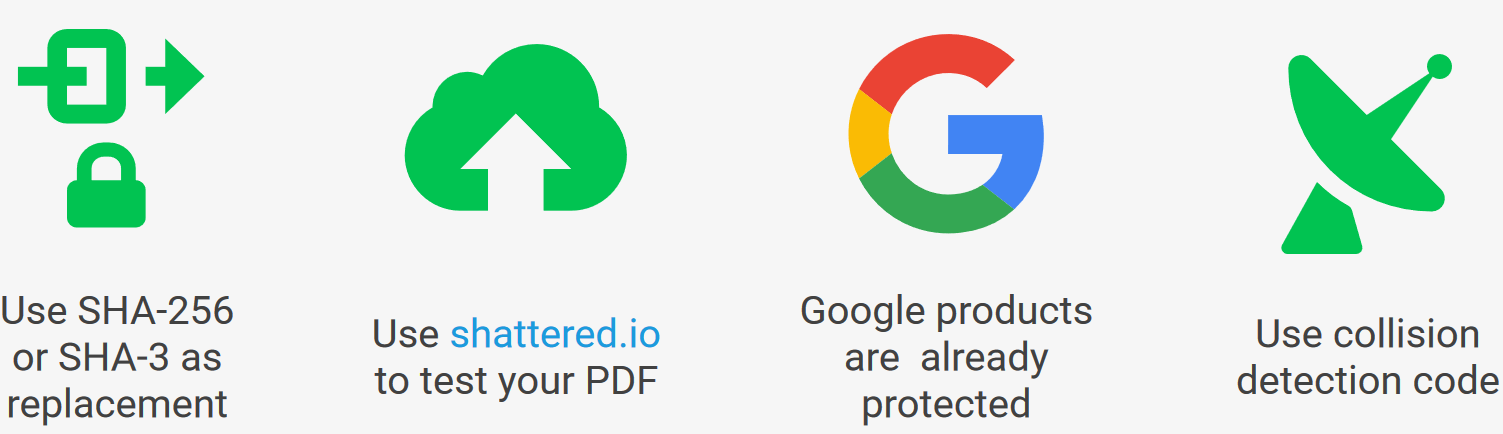 Use SHA-256
or SHA-3 as
replacement
Use shattered.io
to test your PDF
Google products
are already
protected
Use collision
detection code